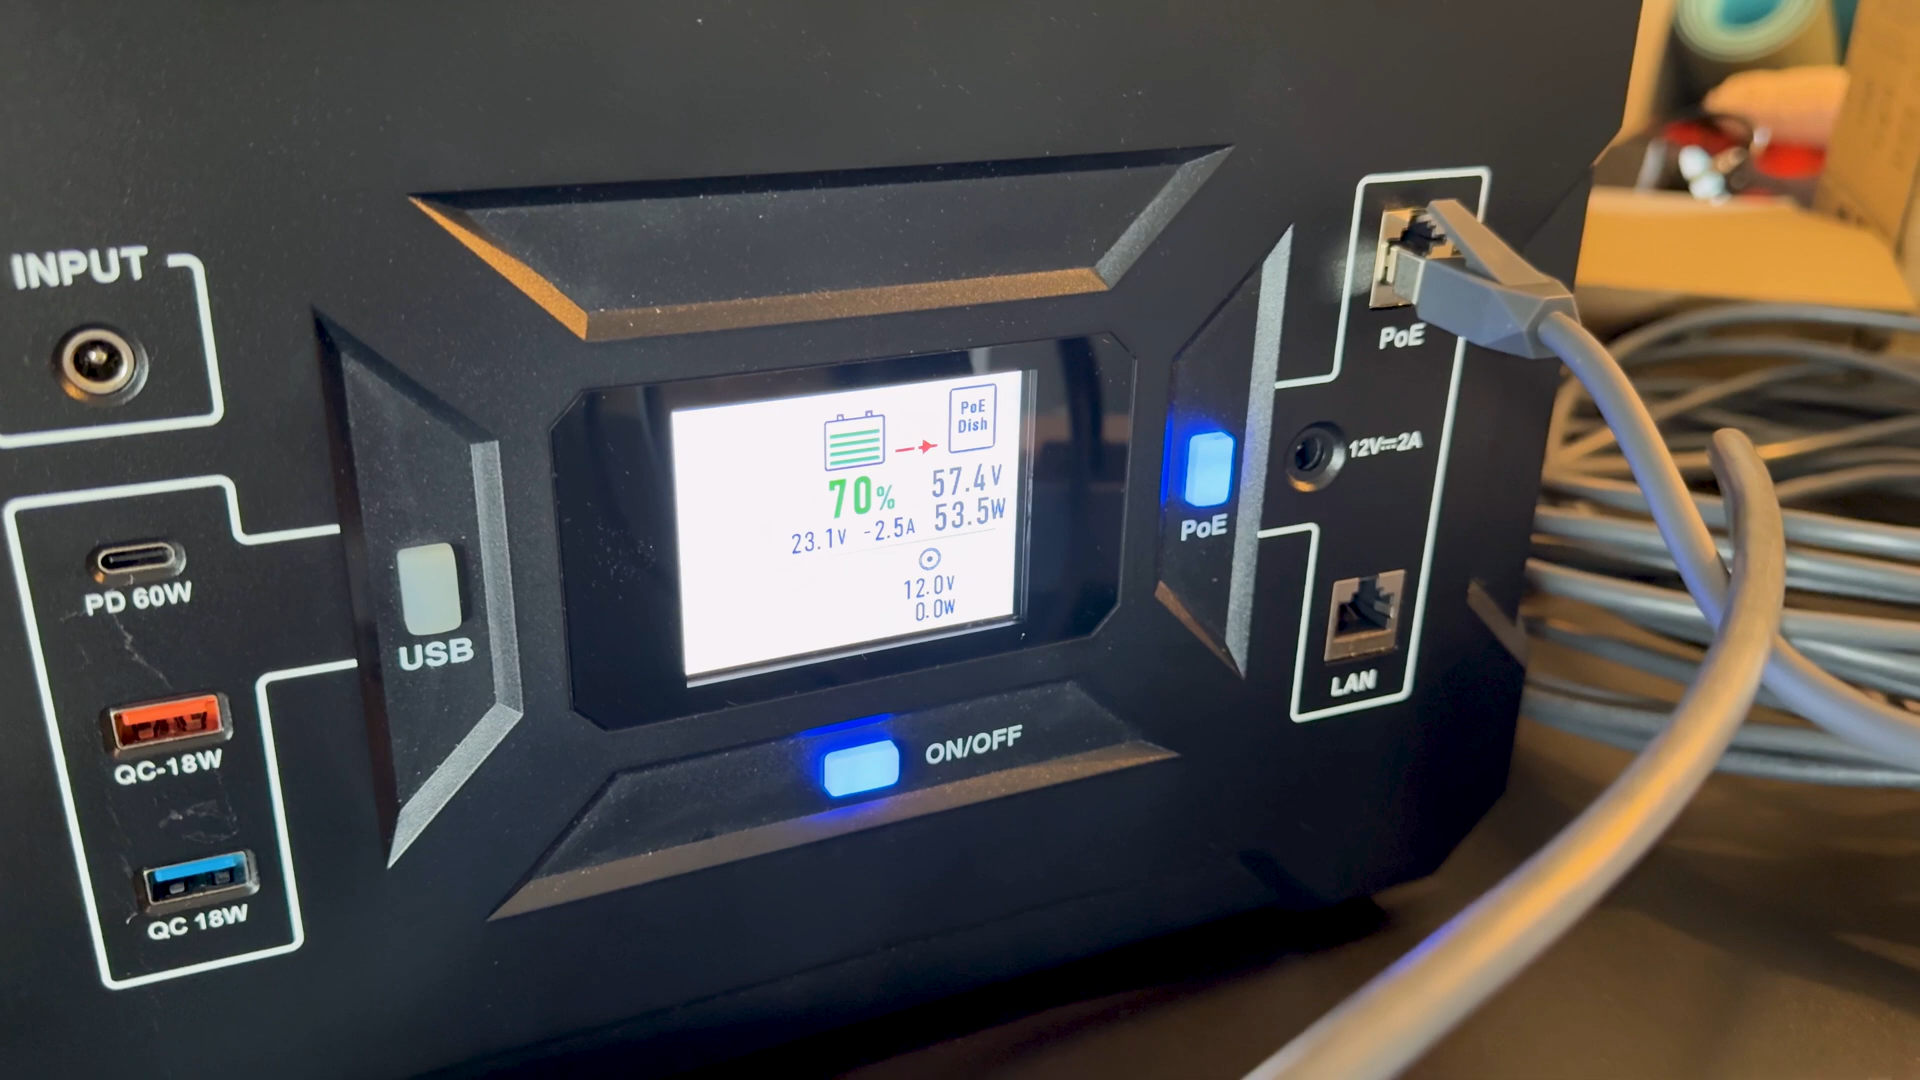 INPUT
PD 60W
QC-18W
QC 18W
USB
PoE
Dish
70%
57.4V
53.5W
23.1V -2.5A
12.0V
0.0W
ON/OFF
PoE
PoE
12V⎓2A
LAN